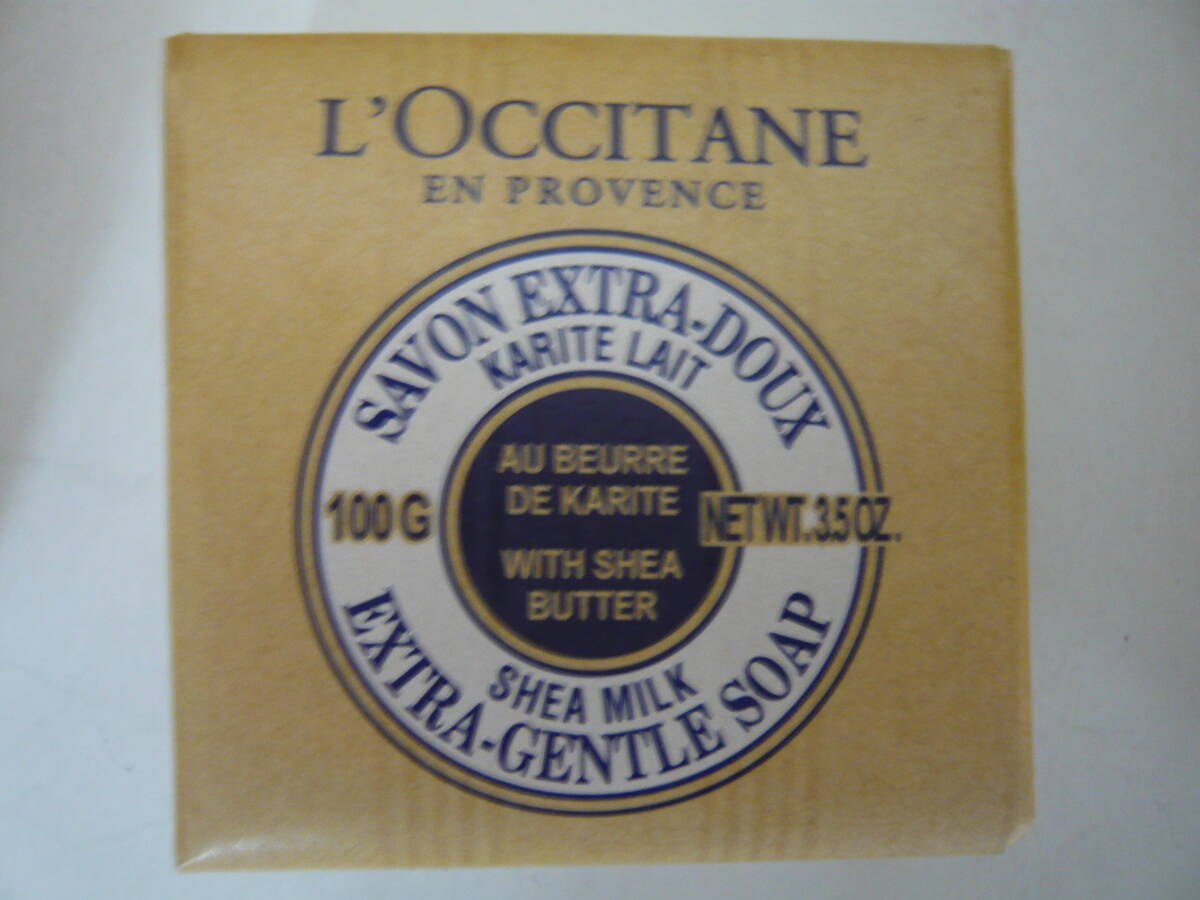 L'OCCITANE
EN PROVENCE
SAVON EXTRA-DOUX
KARITE LAIT
AU BEURRE
DE KARITE
100 G
NET WT. 3.5 OZ.
WITH SHEA
BUTTER
SHEA MILK
EXTRA-GENTLE SOAP